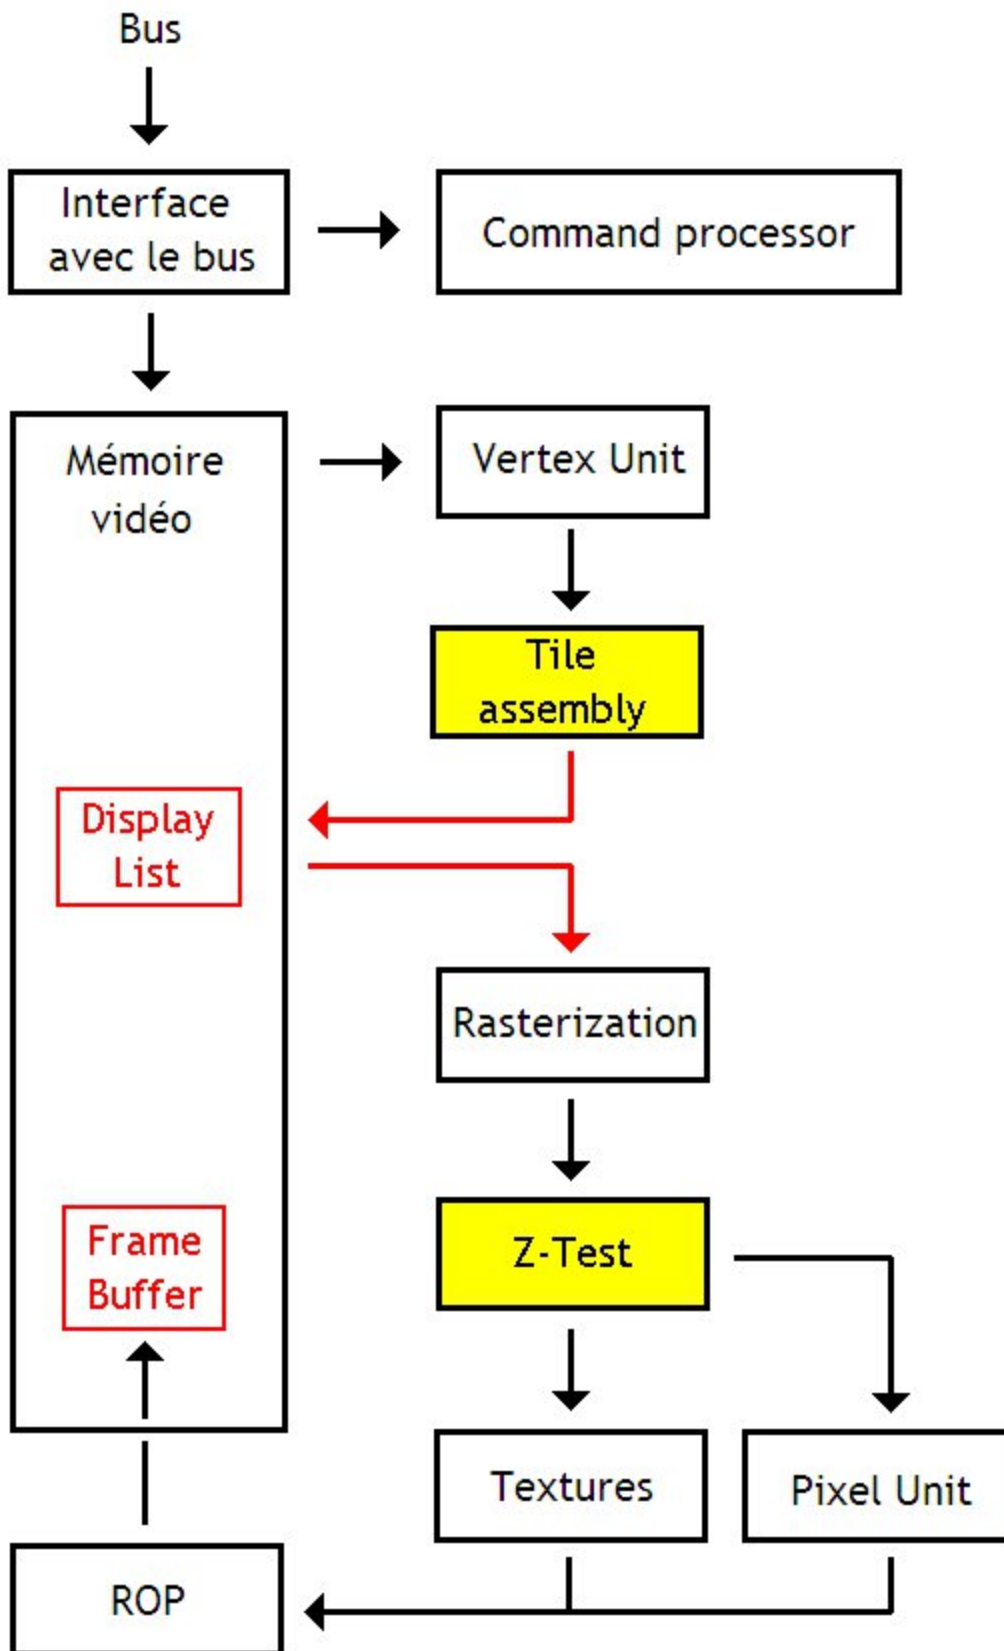 Bus
Interface
avec le bus
Command processor
Mémoire
vidéo
Vertex Unit
Tile
assembly
Display
List
Rasterization
Frame
Buffer
Z-Test
Textures
Pixel Unit
ROP